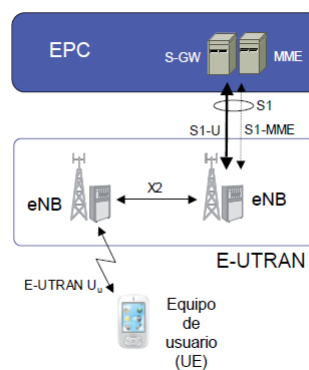 EPC
S-GW
MME
S1
S1-U
S1-MME
eNB
X2
eNB
E-UTRAN
E-UTRAN Uu
Equipo
de
usuario
(UE)